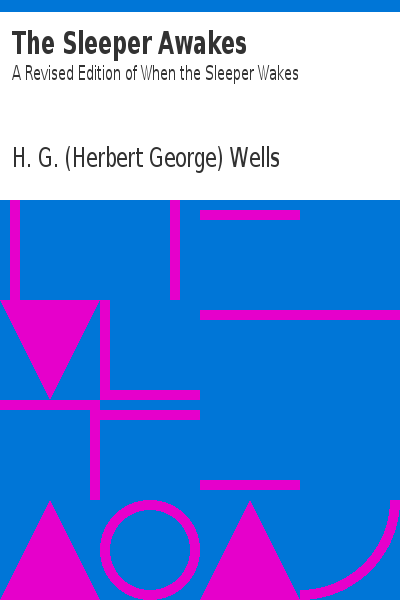 The Sleeper Awakes
A Revised Edition of When the Sleeper Wakes
H. G. (Herbert George) Wells